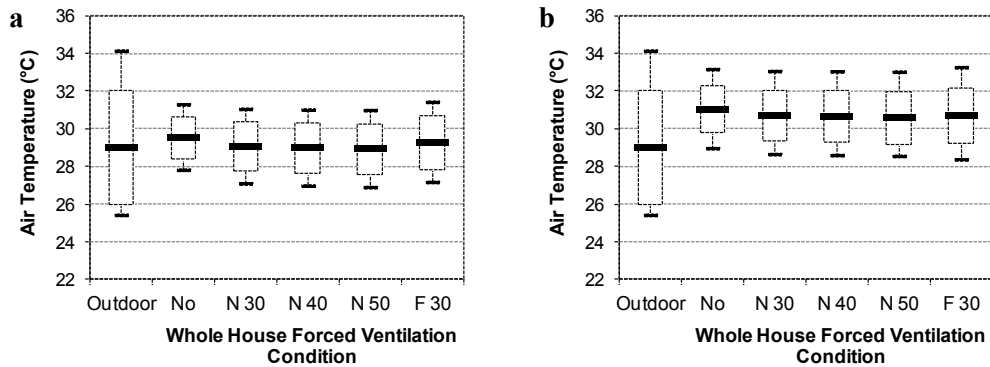 a
Air Temperature (°C)
36
34
32
30
28
26
24
22
Outdoor No N 30 N 40 N 50 F 30
Whole House Forced Ventilation
Condition
b
Air Temperature (°C)
36
34
32
30
28
26
24
22
Outdoor No N 30 N 40 N 50 F 30
Whole House Forced Ventilation
Condition